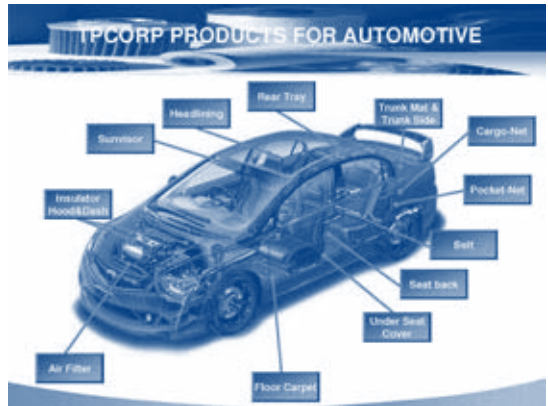 TPCORP PRODUCTS FOR AUTOMOTIVE
Rear Tray
Headlining
Trunk Mat &
Trunk Side
Sunvisor
Cargo-Net
Insulator
Hood&Dash
Pocket-Net
Belt
Seat back
Under Seat
Cover
Air Filter
Floor Carpet